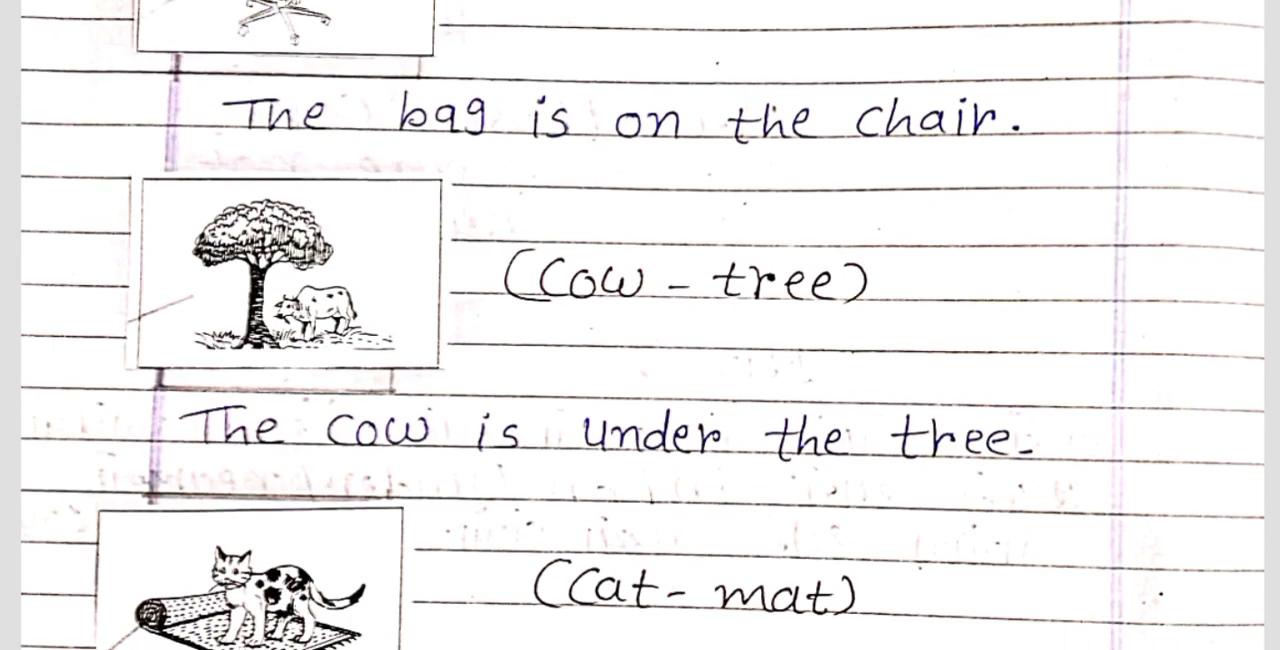 The bag is on the chair.
(Cow - tree)
The cow is under the tree.
(Cat - mat)